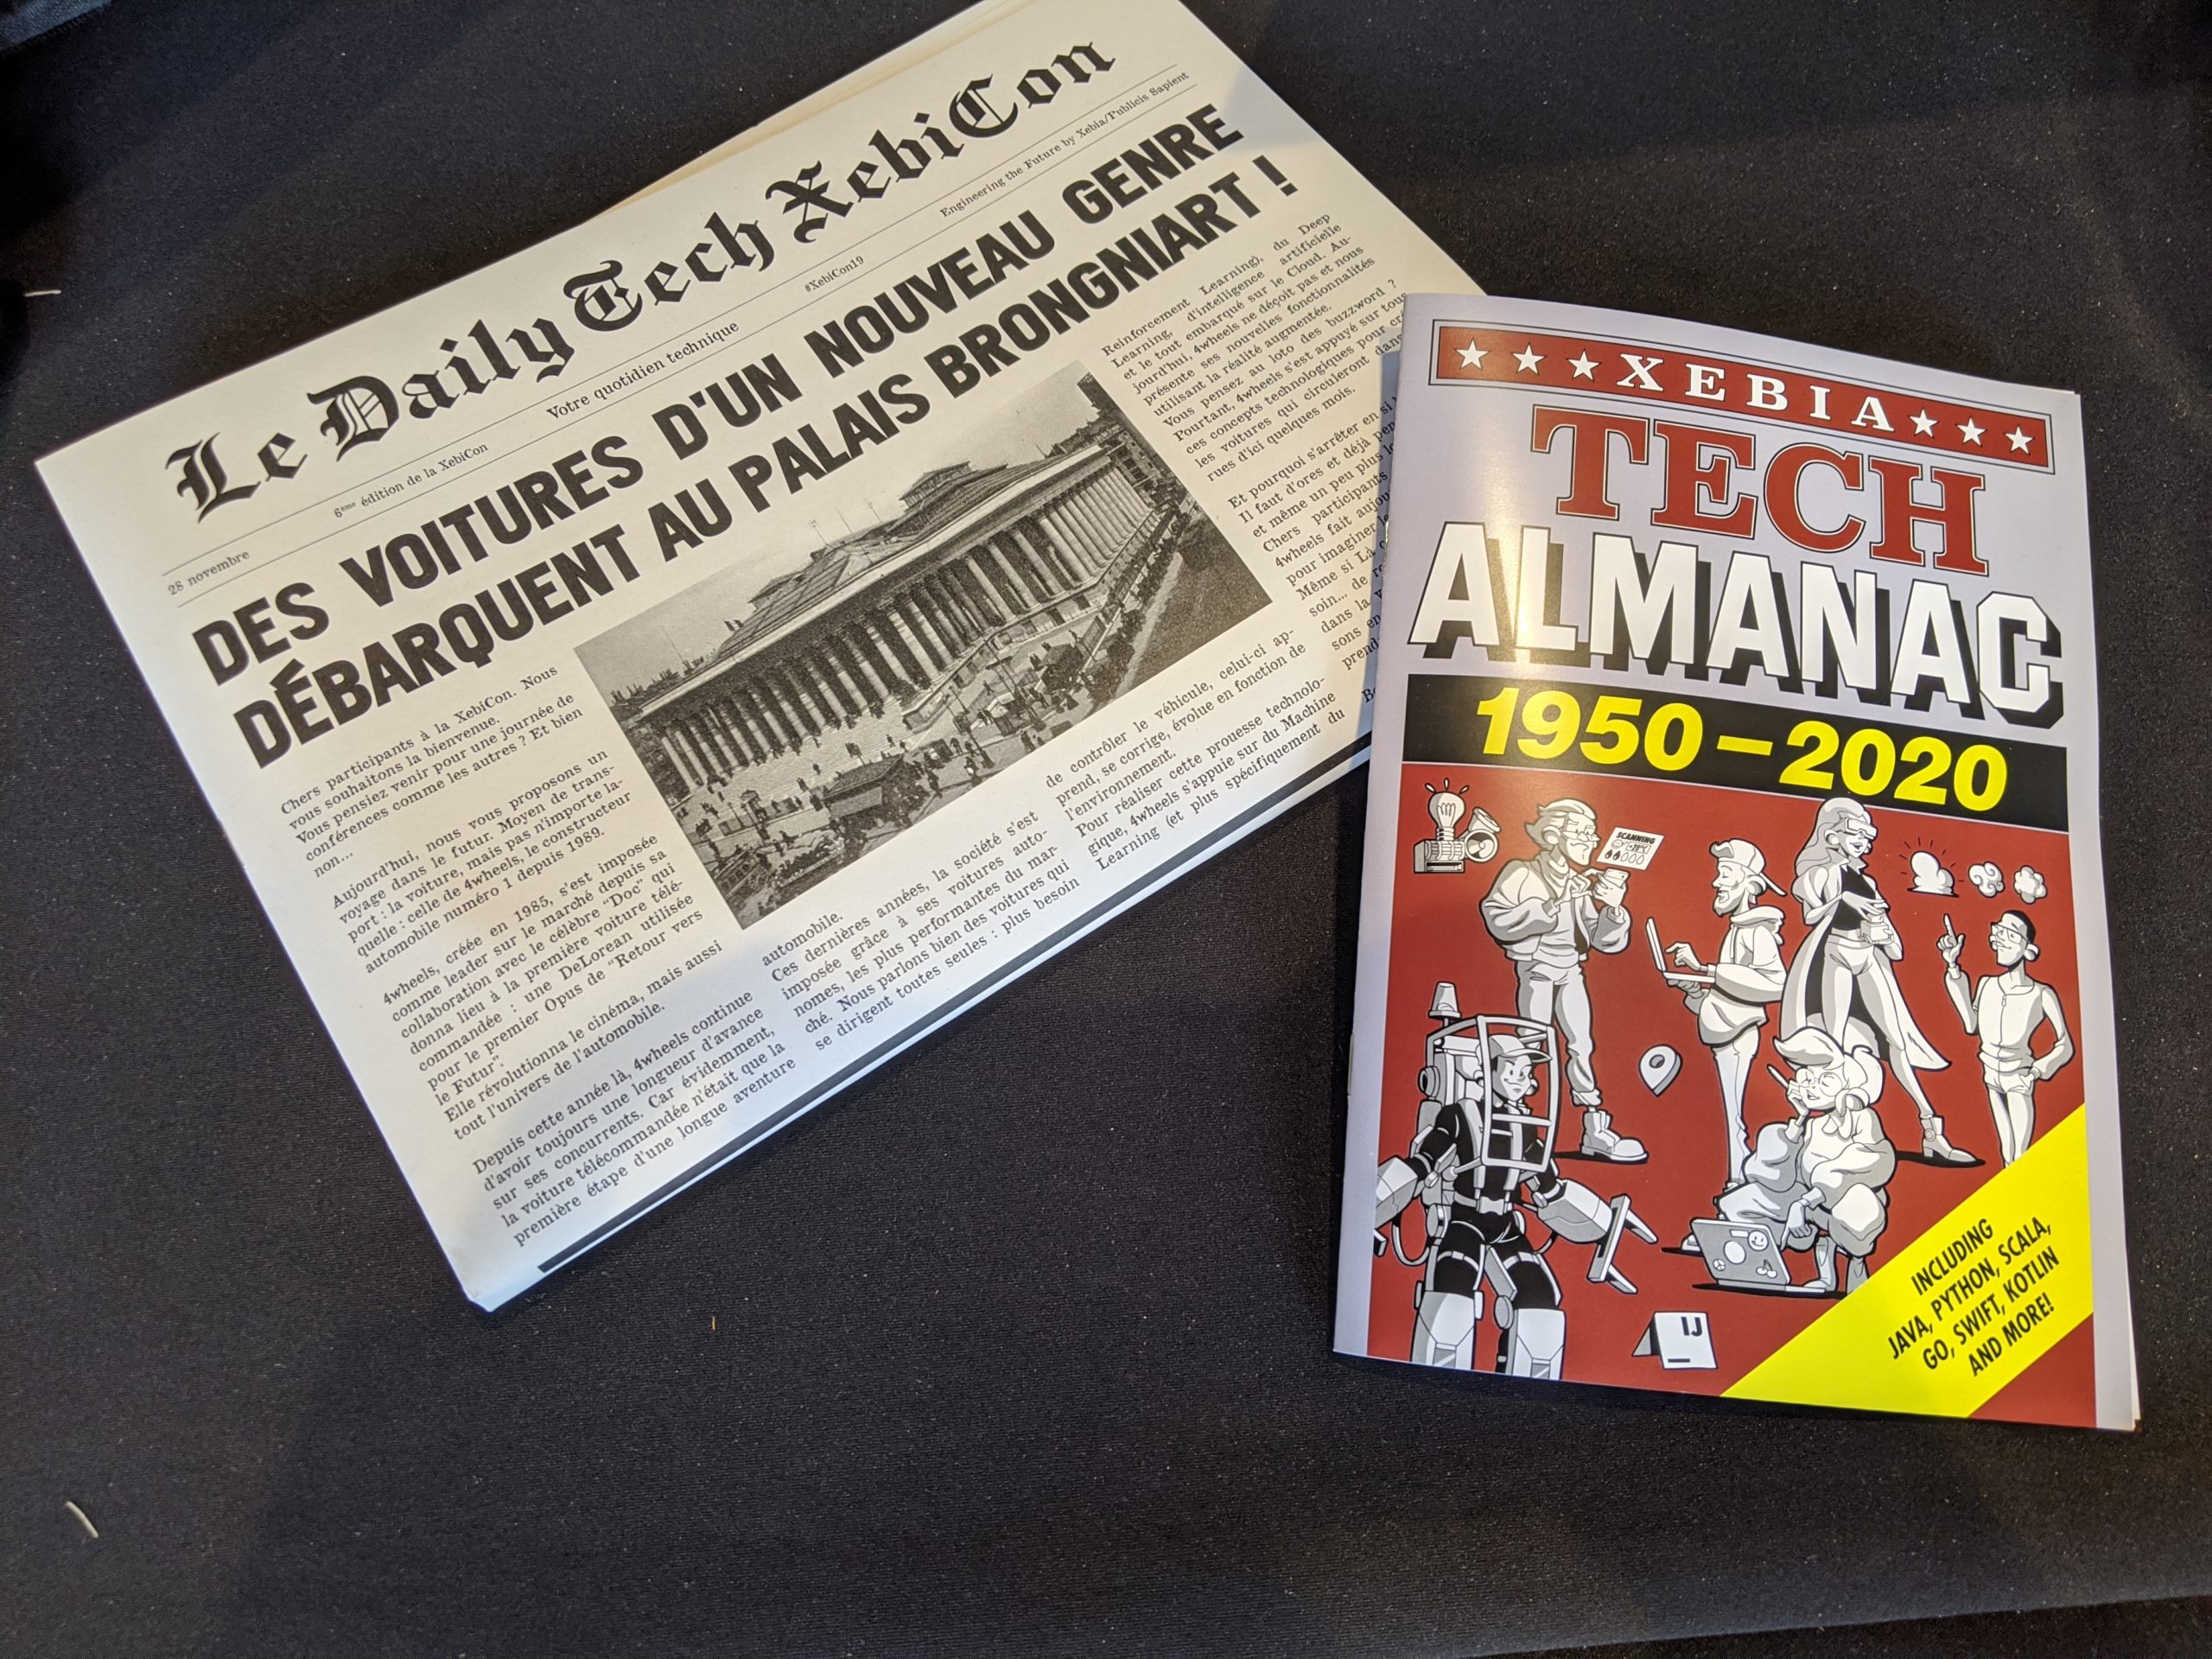 Le Daily Tech XebiCon
28 novembre
6ème édition de la XebiCon
Votre quotidien technique
#XebiCon19
Engineering the Future by Xebia/Publicis Sapient
DES VOITURES D'UN NOUVEAU GENRE
DÉBARQUENT AU PALAIS BRONGNIART !
Chers participants à la XebiCon. Nous
vous souhaitons la bienvenue.
Vous pensiez venir pour une journée de
conférences comme les autres ? Et bien
non...
Aujourd'hui, nous vous proposons un
voyage dans le futur. Moyen de trans-
port : la voiture, mais pas n'importe la-
quelle : celle de 4wheels, le constructeur
automobile numéro 1 depuis 1989.
4wheels, créée en 1985, s'est imposée
comme leader sur le marché depuis sa
collaboration avec le célèbre "Doc" qui
donna lieu à la première voiture télé-
commandée : une DeLorean utilisée
pour le premier Opus de "Retour vers
le Futur".
Elle révolutionna le cinéma, mais aussi
tout l'univers de l'automobile.
Depuis cette année là, 4wheels continue
d'avoir toujours une longueur d'avance
sur ses concurrents. Car évidemment,
la voiture télécommandée n'était que la
première étape d'une longue aventure
automobile.
Ces dernières années, la société s'est
imposée grâce à ses voitures auto-
nomes, les plus performantes du mar-
ché. Nous parlons bien des voitures qui
se dirigent toutes seules : plus besoin
de contrôler le véhicule, celui-ci ap-
prend, se corrige, évolue en fonction de
l'environnement.
Pour réaliser cette prouesse technolo-
gique, 4wheels s'appuie sur du Machine
Learning (et plus spécifiquement du
Reinforcement Learning), du Deep
Learning, d'intelligence artificielle
et le tout embarqué sur le Cloud. Au-
jourd'hui, 4wheels ne déçoit pas et nous
présente ses nouvelles fonctionnalités
utilisant la réalité augmentée.
Vous pensez au loto des buzzword ?
Pourtant, 4wheels s'est appuyé sur tous
ces concepts technologiques pour
les voitures qui circuleront dans
rues d'ici quelques mois.
Et pourquoi s'arrêter en si
Il faut d'ores et déjà
et même un peu plus
Chers participants
4wheels fait
pour imaginer
Même si Là
soin... de
dans la
sons
XEBIA
TECH
ALMANAC
1950-2020
SCANNING
IJ
INCLUDING
JAVA, PYTHON, SCALA,
GO, SWIFT, KOTLIN
AND MORE!